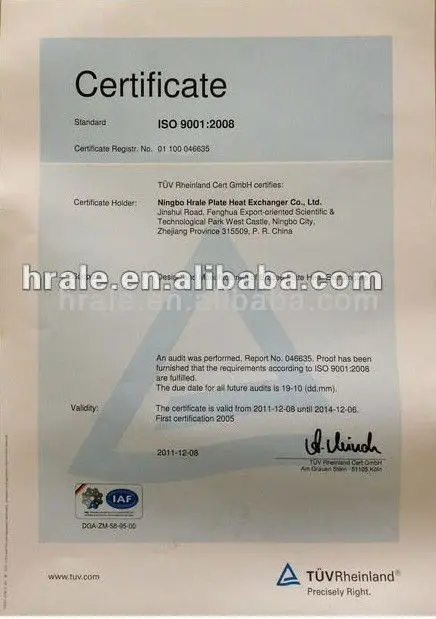 Certificate
Standard ISO 9001:2008
Certificate Registr. No. 01 100 046635
TÜV Rheinland Cert GmbH certifies:
Certificate Holder: Ningbo Hrale Plate Heat Exchanger Co., Ltd.
Jinshui Road, Fenghua Export-oriented Scientific &
Technological Park West Castle, Ningbo City,
Zhejiang Province 315509, P. R. China
hrale.en.alibaba.com
hrale.en.alibaba.com
An audit was performed, Report No. 046635. Proof has been
furnished that the requirements according to ISO 9001:2008
are fulfilled.
The due date for all future audits is 19-10 (dd.mm).
Validity: The certificate is valid from 2011-12-08 until 2014-12-06.
First certification 2005
2011-12-08
TÜV Rheinland Cert GmbH
Am Grauen Stein · 51105 Köln
IAF
DGA-ZM-58-95-00
www.tuv.com
TÜVRheinland®
Precisely Right.